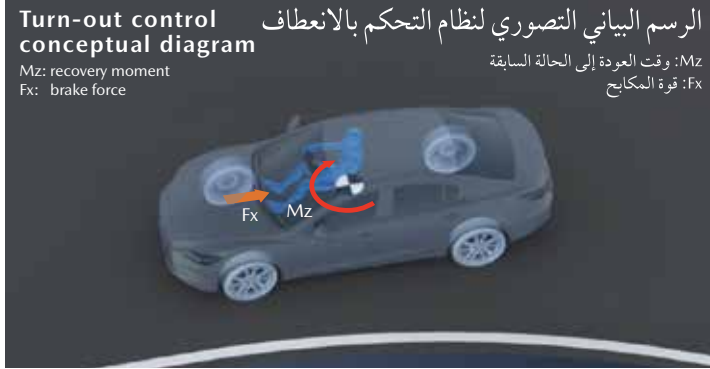 Turn-out control
conceptual diagram
Mz: recovery moment
Fx: brake force
الرسم البياني التصوري لنظام التحكم بالانعطاف
Mz: وقت العودة إلى الحالة السابقة
Fx: قوة المكابح
Fx
Mz